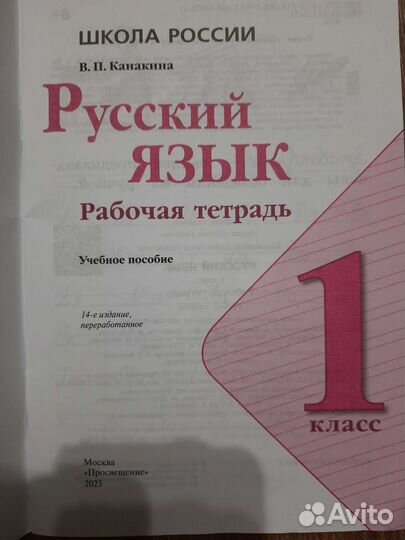 ШКОЛА РОССИИ
В. П. Канакина
Русский
ЯЗЫК
Рабочая тетрадь
Учебное пособие
14-е издание,
переработанное
1
класс
Москва
«Просвещение»
2023
Avito